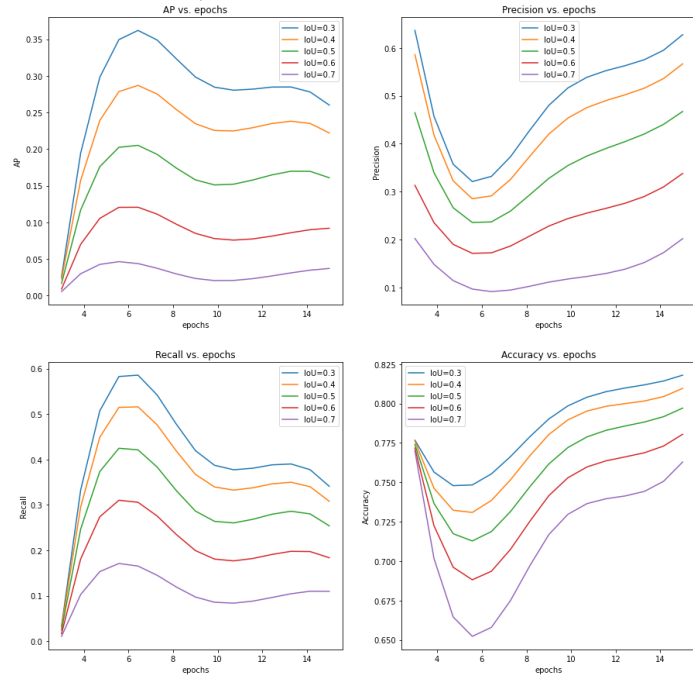 AP vs. epochs
AP
0.35
0.30
0.25
0.20
0.15
0.10
0.05
0.00
IoU=0.3
IoU=0.4
IoU=0.5
IoU=0.6
IoU=0.7
4 6 8 10 12 14
epochs
Precision vs. epochs
Precision
0.6
0.5
0.4
0.3
0.2
0.1
IoU=0.3
IoU=0.4
IoU=0.5
IoU=0.6
IoU=0.7
4 6 8 10 12 14
epochs
Recall vs. epochs
Recall
0.6
0.5
0.4
0.3
0.2
0.1
0.0
IoU=0.3
IoU=0.4
IoU=0.5
IoU=0.6
IoU=0.7
4 6 8 10 12 14
epochs
Accuracy vs. epochs
Accuracy
0.825
0.800
0.775
0.750
0.725
0.700
0.675
0.650
IoU=0.3
IoU=0.4
IoU=0.5
IoU=0.6
IoU=0.7
4 6 8 10 12 14
epochs